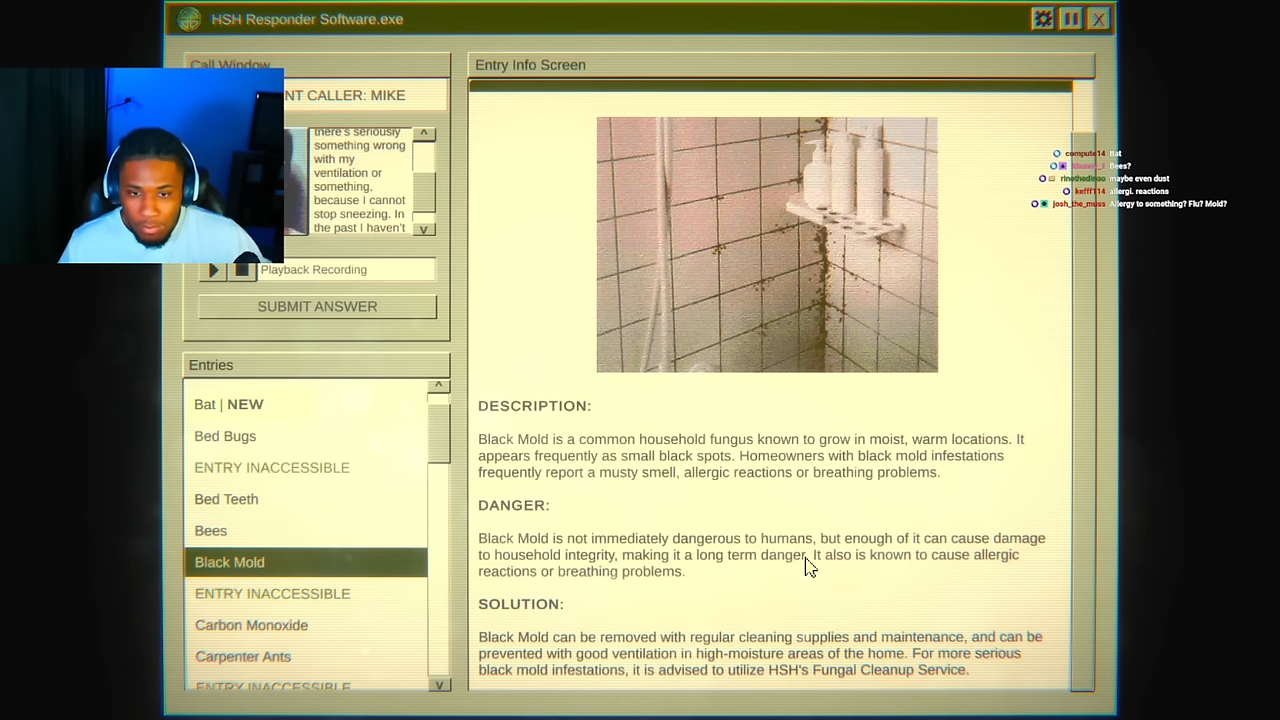 HSH Responder Software.exe
X
Call Window
NT CALLER: MIKE
there's seriously
something wrong
with my
ventilation or
something,
because I cannot
stop sneezing. In
the past I haven't
Playback Recording
SUBMIT ANSWER
Entries
Bat | NEW
Bed Bugs
ENTRY INACCESSIBLE
Bed Teeth
Bees
Black Mold
ENTRY INACCESSIBLE
Carbon Monoxide
Carpenter Ants
ENTRY INACCESSIBLE
Entry Info Screen
DESCRIPTION:
Black Mold is a common household fungus known to grow in moist, warm locations. It
appears frequently as small black spots. Homeowners with black mold infestations
frequently report a musty smell, allergic reactions or breathing problems.
DANGER:
Black Mold is not immediately dangerous to humans, but enough of it can cause damage
to household integrity, making it a long term danger. It also is known to cause allergic
reactions or breathing problems.
SOLUTION:
Black Mold can be removed with regular cleaning supplies and maintenance, and can be
prevented with good ventilation in high-moisture areas of the home. For more serious
black mold infestations, it is advised to utilize HSH's Fungal Cleanup Service.
compute14 Bat
Bees?
rinothedinoo maybe even dust
kefff114 allergi. reactions
josh_the_muss Allergy to something? Flu? Mold?